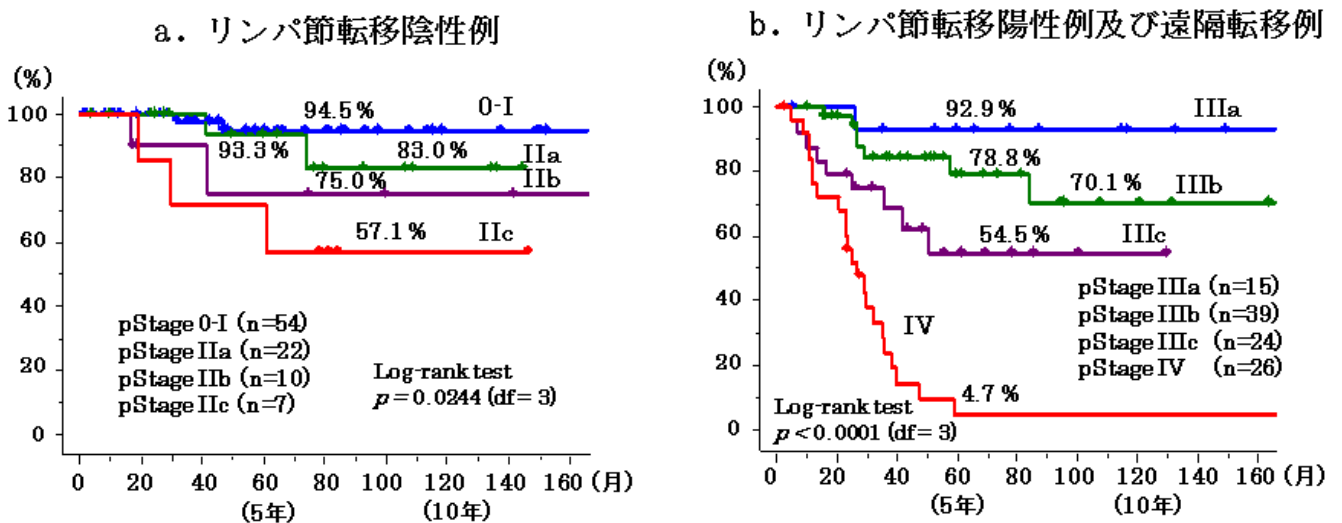 a. リンパ節転移陰性例
(%)
100
80
60
40
20
0
94.5%
0-I
93.3%
83.0%
IIa
75.0%
IIb
57.1%
IIc
pStage 0-I (n=54)
pStage IIa (n=22)
pStage IIb (n=10)
pStage IIc (n=7)
Log-rank test
p=0.0244 (df=3)
0 20 40 60 80 100 120 140 160 (月)
(5年) (10年)
b. リンパ節転移陽性例及び遠隔転移例
(%)
100
80
60
40
20
0
92.9%
IIIa
78.8%
70.1%
IIIb
54.5%
IIIc
IV
4.7%
pStage IIIa (n=15)
pStage IIIb (n=39)
pStage IIIc (n=24)
pStage IV (n=26)
Log-rank test
p<0.0001 (df=3)
0 20 40 60 80 100 120 140 160 (月)
(5年) (10年)